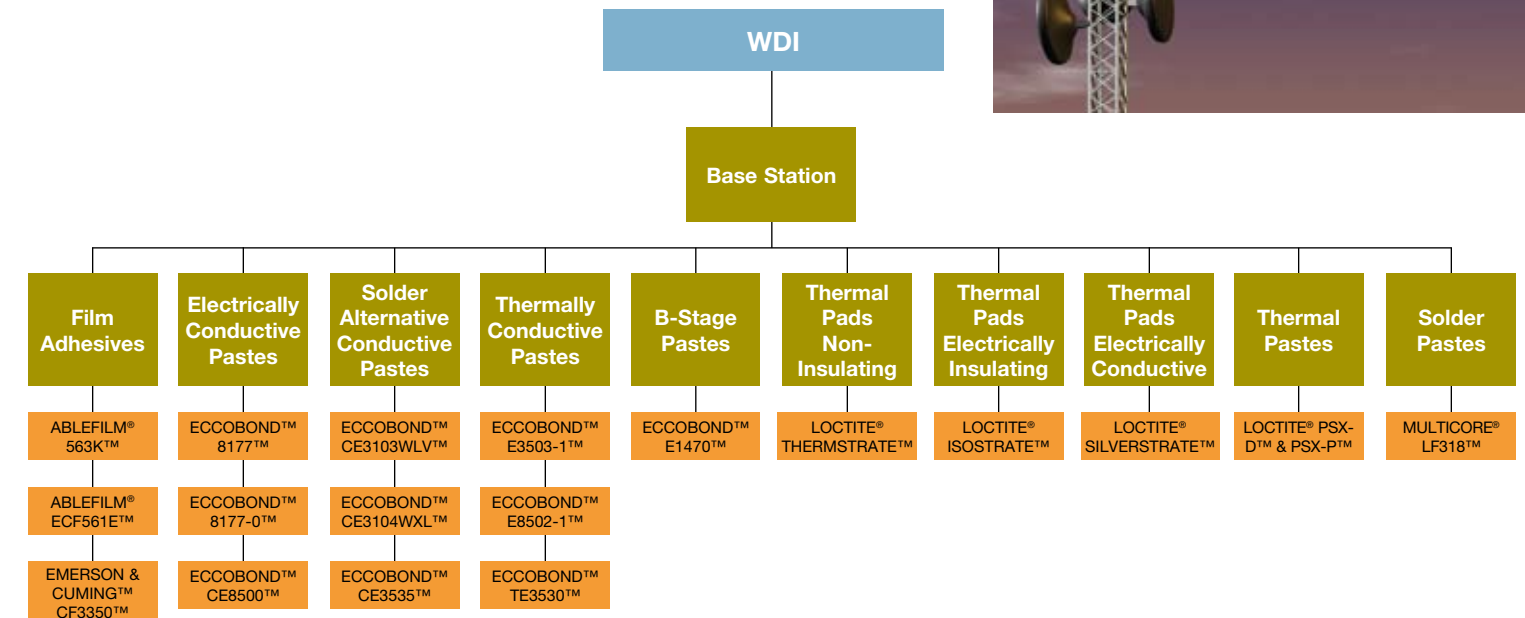 WDI
Base Station
Film
Adhesives
Electrically
Conductive
Pastes
Solder
Alternative
Conductive
Pastes
Thermally
Conductive
Pastes
B-Stage
Pastes
Thermal
Pads
Non-
Insulating
Thermal
Pads
Electrically
Insulating
Thermal
Pads
Electrically
Conductive
Thermal
Pastes
Solder
Pastes
ABLEFILM®
563K™
ECCOBOND™
8177™
ECCOBOND™
CE3103WLV™
ECCOBOND™
E3503-1™
ECCOBOND™
E1470™
LOCTITE®
THERMSTRATE™
LOCTITE®
ISOSTRATE™
LOCTITE®
SILVERSTRATE™
LOCTITE® PSX-
D™ & PSX-P™
MULTICORE®
LF318™
ABLEFILM®
ECF561E™
ECCOBOND™
8177-0™
ECCOBOND™
CE3104WXL™
ECCOBOND™
E8502-1™
EMERSON &
CUMING™
CF3350™
ECCOBOND™
CE8500™
ECCOBOND™
CE3535™
ECCOBOND™
TE3530™